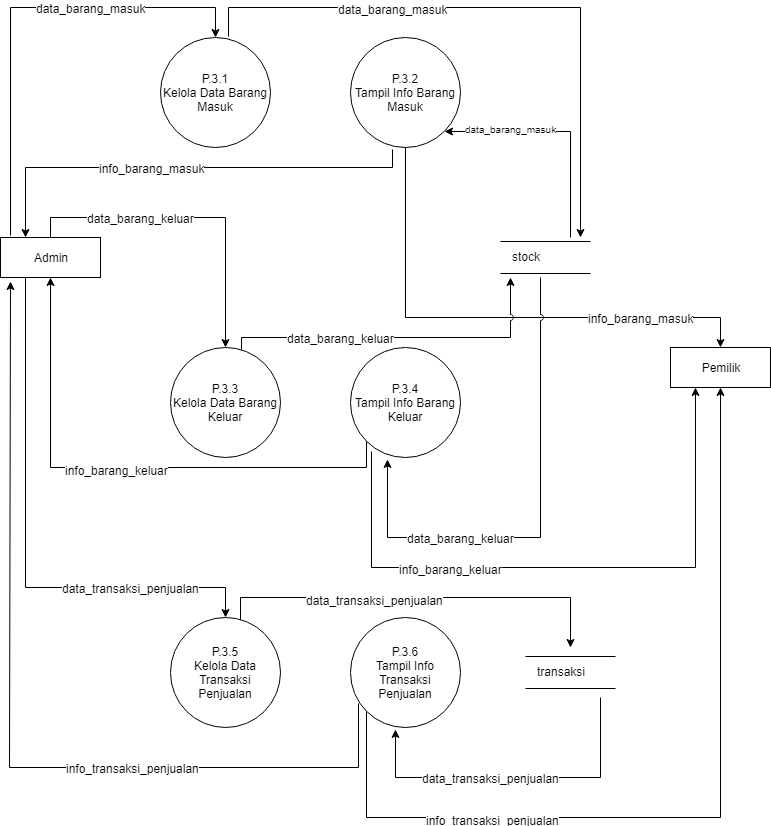 data_barang_masuk
data_barang_masuk
P.3.1
Kelola Data Barang
Masuk
P.3.2
Tampil Info Barang
Masuk
data_barang_masuk
info_barang_masuk
data_barang_keluar
Admin
stock
info_barang_masuk
data_barang_keluar
Pemilik
P.3.3
Kelola Data Barang
Keluar
P.3.4
Tampil Info Barang
Keluar
info_barang_keluar
data_barang_keluar
info_barang_keluar
data_transaksi_penjualan
data_transaksi_penjualan
P.3.5
Kelola Data
Transaksi
Penjualan
P.3.6
Tampil Info
Transaksi
Penjualan
transaksi
info_transaksi_penjualan
data_transaksi_penjualan
info_transaksi_penjualan